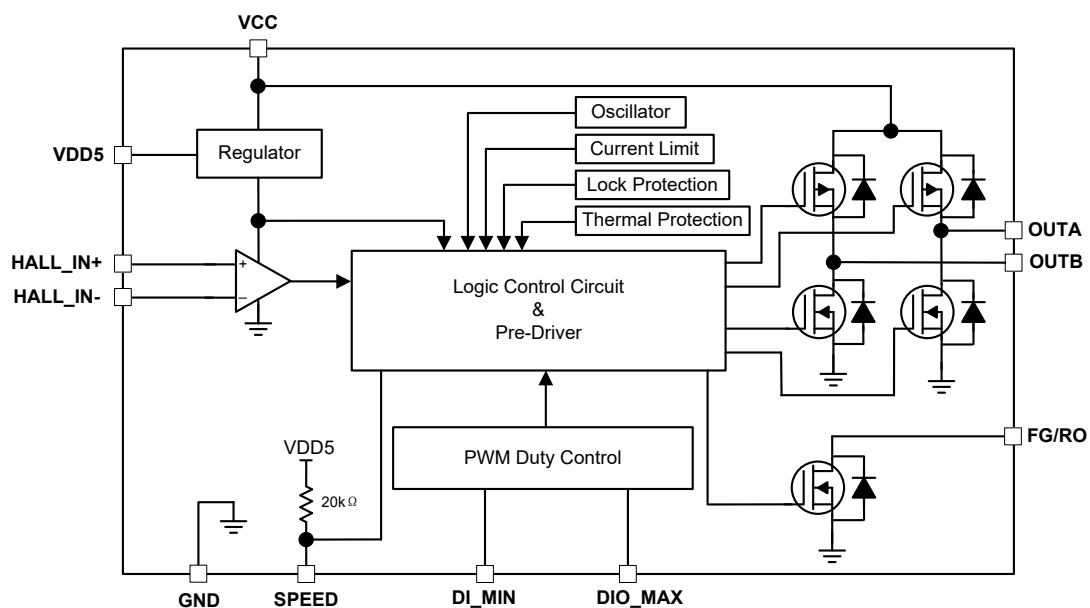 VCC
Oscillator
VDD5
Regulator
Current Limit
Lock Protection
Thermal Protection
OUTA
HALL_IN+
+
OUTB
HALL_IN-
−
Logic Control Circuit
&
Pre-Driver
FG/RO
VDD5
PWM Duty Control
20kΩ
GND
SPEED
DI_MIN
DIO_MAX